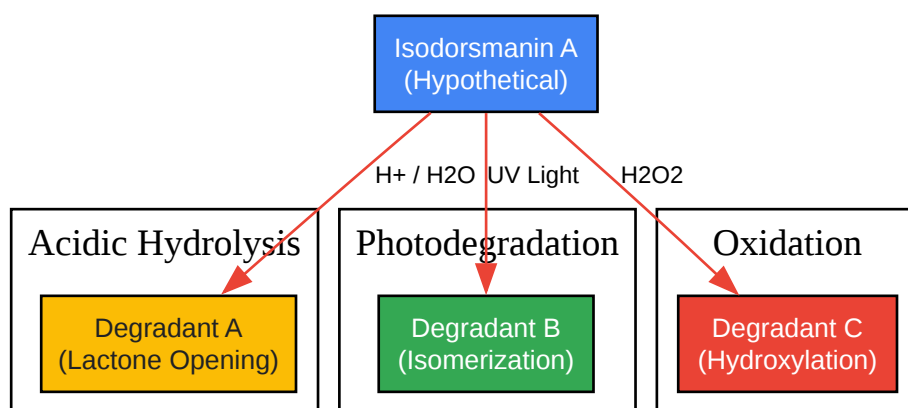 Isodorsmanin A
(Hypothetical)
H+ / H2O
UV Light
H2O2
Acidic Hydrolysis
Photodegradation
Oxidation
Degradant A
(Lactone Opening)
Degradant B
(Isomerization)
Degradant C
(Hydroxylation)